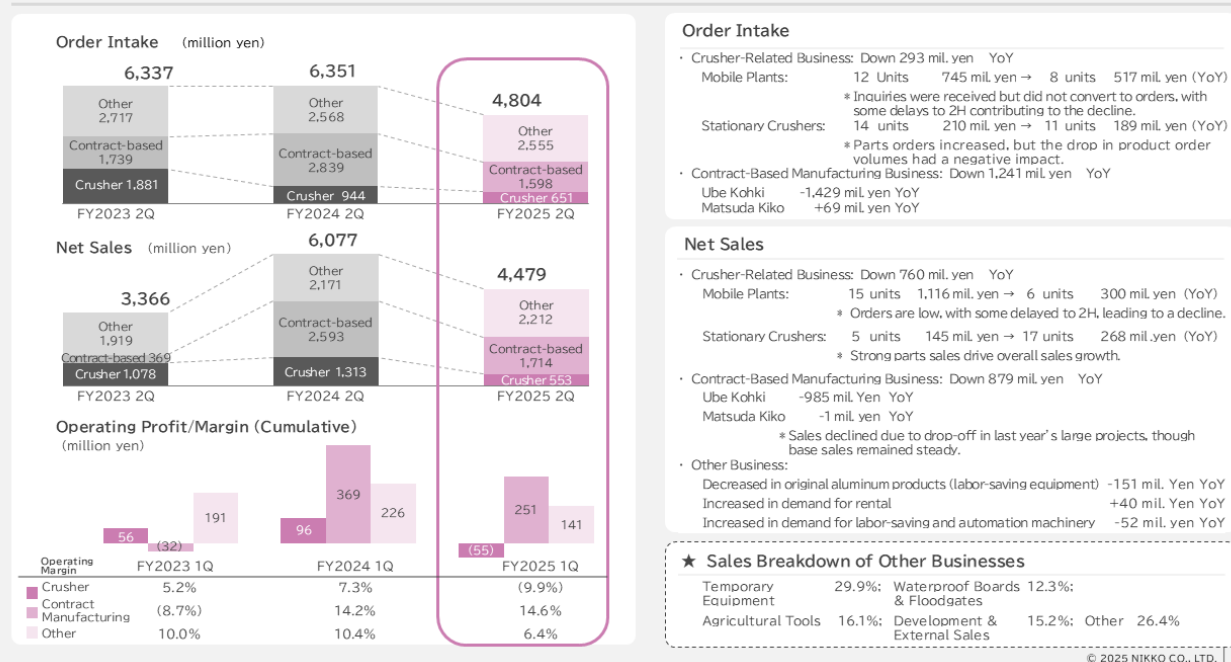 Order Intake (million yen)
6,337
6,351
4,804
Other
2,717
Contract-based
1,739
Crusher 1,881
Other
2,568
Contract-based
2,839
Crusher 944
Other
2,555
Contract-based
1,598
Crusher 651
FY2023 2Q
FY2024 2Q
FY2025 2Q
Net Sales (million yen)
3,366
6,077
4,479
Other
1,919
Contract-based 369
Crusher 1,078
Other
2,171
Contract-based
2,593
Crusher 1,313
Other
2,212
Contract-based
1,714
Crusher 553
FY2023 2Q
FY2024 2Q
FY2025 2Q
Operating Profit/Margin (Cumulative)
(million yen)
56
(32)
191
96
369
226
(55)
251
141
Operating
Margin
FY2023 1Q
FY2024 1Q
FY2025 1Q
Crusher 5.2% 7.3% (9.9%)
Contract
Manufacturing (8.7%) 14.2% 14.6%
Other 10.0% 10.4% 6.4%
Order Intake
・ Crusher-Related Business: Down 293 mil. yen YoY
Mobile Plants: 12 Units 745 mil. yen → 8 units 517 mil. yen (YoY)
* Inquiries were received but did not convert to orders, with
some delays to 2H contributing to the decline.
Stationary Crushers: 14 units 210 mil. yen → 11 units 189 mil. yen (YoY)
* Parts orders increased, but the drop in product order
volumes had a negative impact.
・ Contract-Based Manufacturing Business: Down 1,241 mil. yen YoY
Ube Kohki -1,429 mil. yen YoY
Matsuda Kiko +69 mil. yen YoY
Net Sales
・ Crusher-Related Business: Down 760 mil. yen YoY
Mobile Plants: 15 units 1,116 mil. yen → 6 units 300 mil. yen (YoY)
* Orders are low, with some delayed to 2H, leading to a decline.
Stationary Crushers: 5 units 145 mil. yen → 17 units 268 mil.yen (YoY)
* Strong parts sales drive overall sales growth.
・ Contract-Based Manufacturing Business: Down 879 mil. yen YoY
Ube Kohki -985 mil. Yen YoY
Matsuda Kiko -1 mil. yen YoY
* Sales declined due to drop-off in last year's large projects, though
base sales remained steady.
・ Other Business:
Decreased in original aluminum products (labor-saving equipment) -151 mil. Yen YoY
Increased in demand for rental +40 mil. Yen YoY
Increased in demand for labor-saving and automation machinery -52 mil. yen YoY
★ Sales Breakdown of Other Businesses
Temporary
Equipment 29.9%; Waterproof Boards
& Floodgates 12.3%;
Agricultural Tools 16.1%; Development &
External Sales 15.2%; Other 26.4%
© 2025 NIKKO CO., LTD.